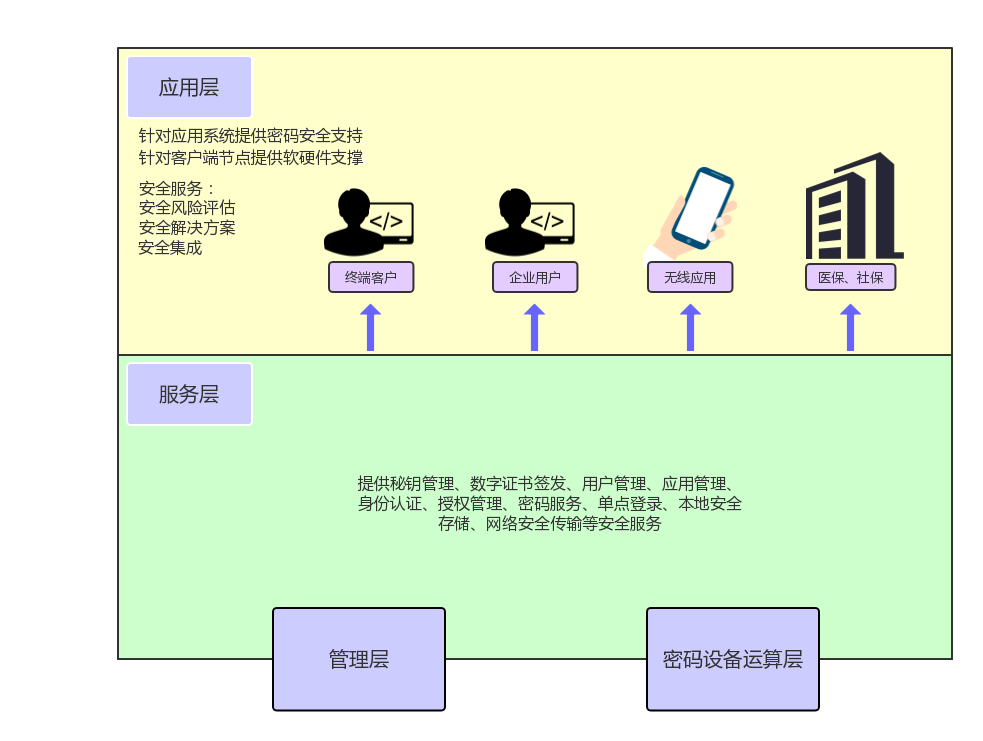 应用层
针对应用系统提供密码安全支持
针对客户端节点提供软硬件支撑
安全服务：
安全风险评估
安全解决方案
安全集成
</>
</>
终端客户
企业用户
无线应用
医保、社保
服务层
提供秘钥管理、数字证书签发、用户管理、应用管理、
身份认证、授权管理、密码服务、单点登录、本地安全
存储、网络安全传输等安全服务
管理层
密码设备运算层